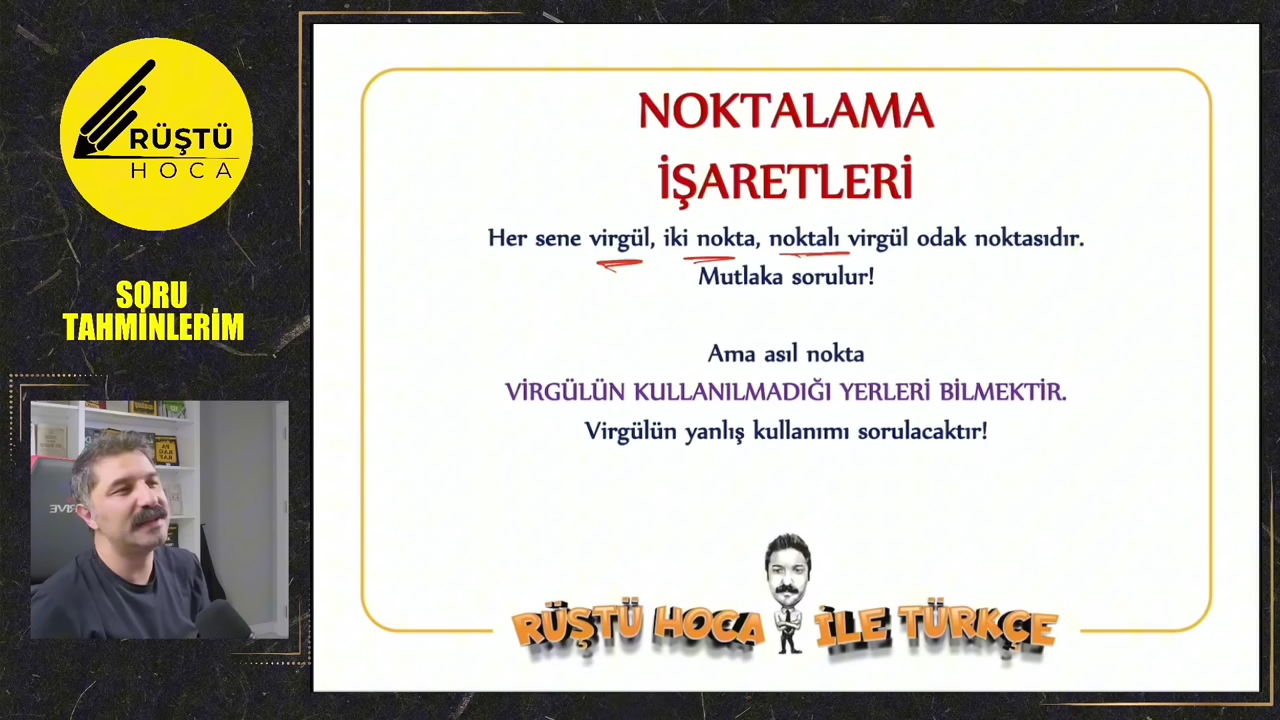 RÜŞTÜ
HOCA
SORU
TAHMİNLERİM
NOKTALAMA
İŞARETLERİ
Her sene virgül, iki nokta, noktalı virgül odak noktasıdır.
Mutlaka sorulur!
Ama asıl nokta
VİRGÜLÜN KULLANILMADIĞI YERLERİ BİLMEKTİR.
Virgülün yanlış kullanımı sorulacaktır!
RÜŞTÜ HOCA İLE TÜRKÇE